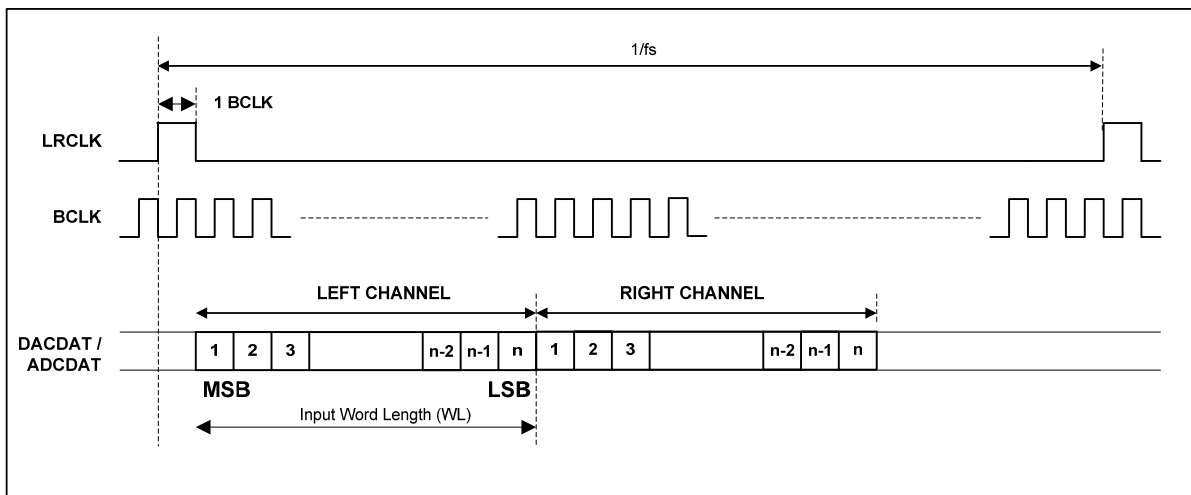 1/fs
1 BCLK
LRCLK
BCLK
LEFT CHANNEL
RIGHT CHANNEL
DACDAT /
ADCDAT
1 2 3 n-2 n-1 n 1 2 3 n-2 n-1 n
MSB
LSB
Input Word Length (WL)